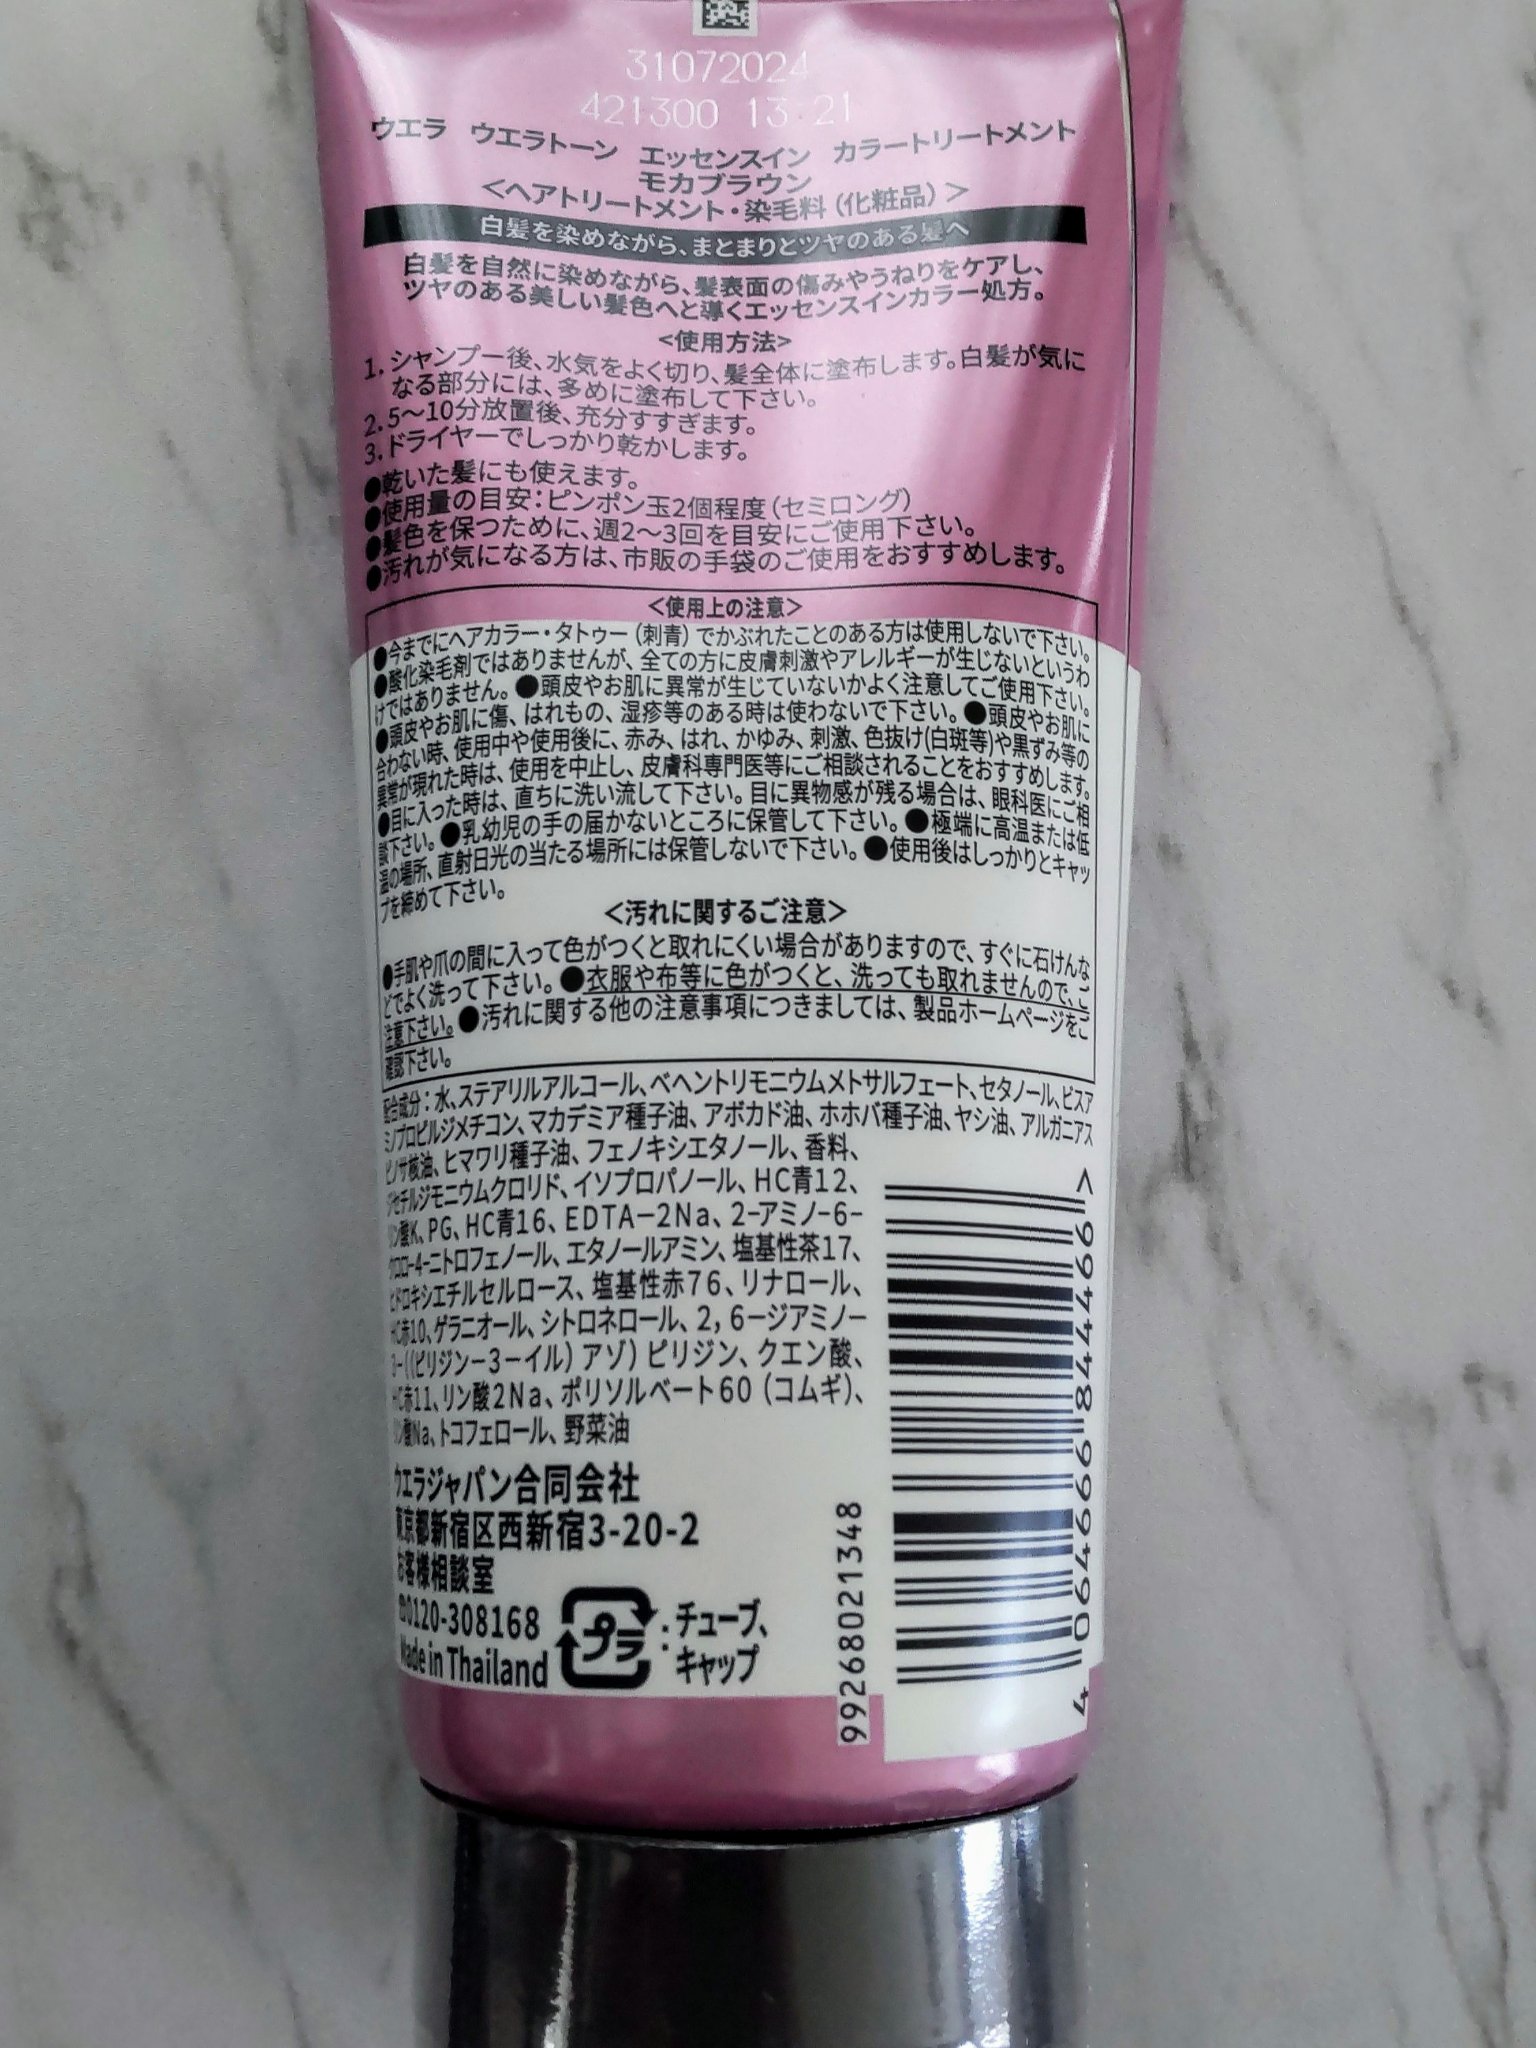 31072024
421300 13:21
ウエラ ウエラトーン エッセンスイン カラートリートメント
モカブラウン
＜ヘアトリートメント・染毛料（化粧品）＞
白髪を染めながら、まとまりとツヤのある髪へ
白髪を自然に染めながら、髪表面の傷みやうねりをケアし、
ツヤのある美しい髪色へと導くエッセンスインカラー処方。
<使用方法>
1. シャンプー後、水気をよく切り、髪全体に塗布します。白髪が気に
なる部分には、多めに塗布して下さい。
2. 5～10分放置後、充分すすぎます。
3. ドライヤーでしっかり乾かします。
●乾いた髪にも使えます。
●使用量の目安：ピンポン玉2個程度（セミロング）
●髪色を保つために、週2～3回を目安にご使用下さい。
●汚れが気になる方は、市販の手袋のご使用をおすすめします。
＜使用上の注意＞
●今までにヘアカラー・タトゥー（刺青）でかぶれたことのある方は使用しないで下さい。
●酸化染毛剤ではありませんが、全ての方に皮膚刺激やアレルギーが生じないというわ
けではありません。●頭皮やお肌に異常が生じていないかよく注意してご使用下さい。
●頭皮やお肌に傷、はれもの、湿疹等のある時は使わないで下さい。●頭皮やお肌に
合わない時、使用中や使用後に、赤み、はれ、かゆみ、刺激、色抜け(白斑等)や黒ずみ等の
異常が現れた時は、使用を中止し、皮膚科専門医等にご相談されることをおすすめします。
●目に入った時は、直ちに洗い流して下さい。目に異物感が残る場合は、眼科医にご相
談下さい。●乳幼児の手の届かないところに保管して下さい。●極端に高温または低
温の場所、直射日光の当たる場所には保管しないで下さい。●使用後はしっかりとキャッ
プを締めて下さい。
＜汚れに関するご注意＞
●手肌や爪の間に入って色がつくと取れにくい場合がありますので、すぐに石けんな
どでよく洗って下さい。●衣服や布等に色がつくと、洗っても取れませんので、ご
注意下さい。●汚れに関する他の注意事項につきましては、製品ホームページをご
確認下さい。
配合成分：水、ステアリルアルコール、ベヘントリモニウムメトサルフェート、セタノール、ビスア
ミノプロピルジメチコン、マカデミア種子油、アボカド油、ホホバ種子油、ヤシ油、アルガニアス
ピノサ核油、ヒマワリ種子油、フェノキシエタノール、香料、
ジセチルジモニウムクロリド、イソプロパノール、HC青12、
リン酸K、PG、HC青16、EDTA－2Na、2-アミノ-6-
クロロ-4-ニトロフェノール、エタノールアミン、塩基性茶17、
ヒドロキシエチルセルロース、塩基性赤76、リナロール、
HC赤10、ゲラニオール、シトロネロール、2, 6－ジアミノ－
3－((ピリジン－3－イル) アゾ) ピリジン、クエン酸、
HC赤11、リン酸2Na、ポリソルベート60（コムギ）、
リン酸Na、トコフェロール、野菜油
ウエラジャパン合同会社
東京都新宿区西新宿3-20-2
お客様相談室
☎0120-308168
Made in Thailand
プラ
：チューブ、
キャップ
99268021348
4 064666 844946 >